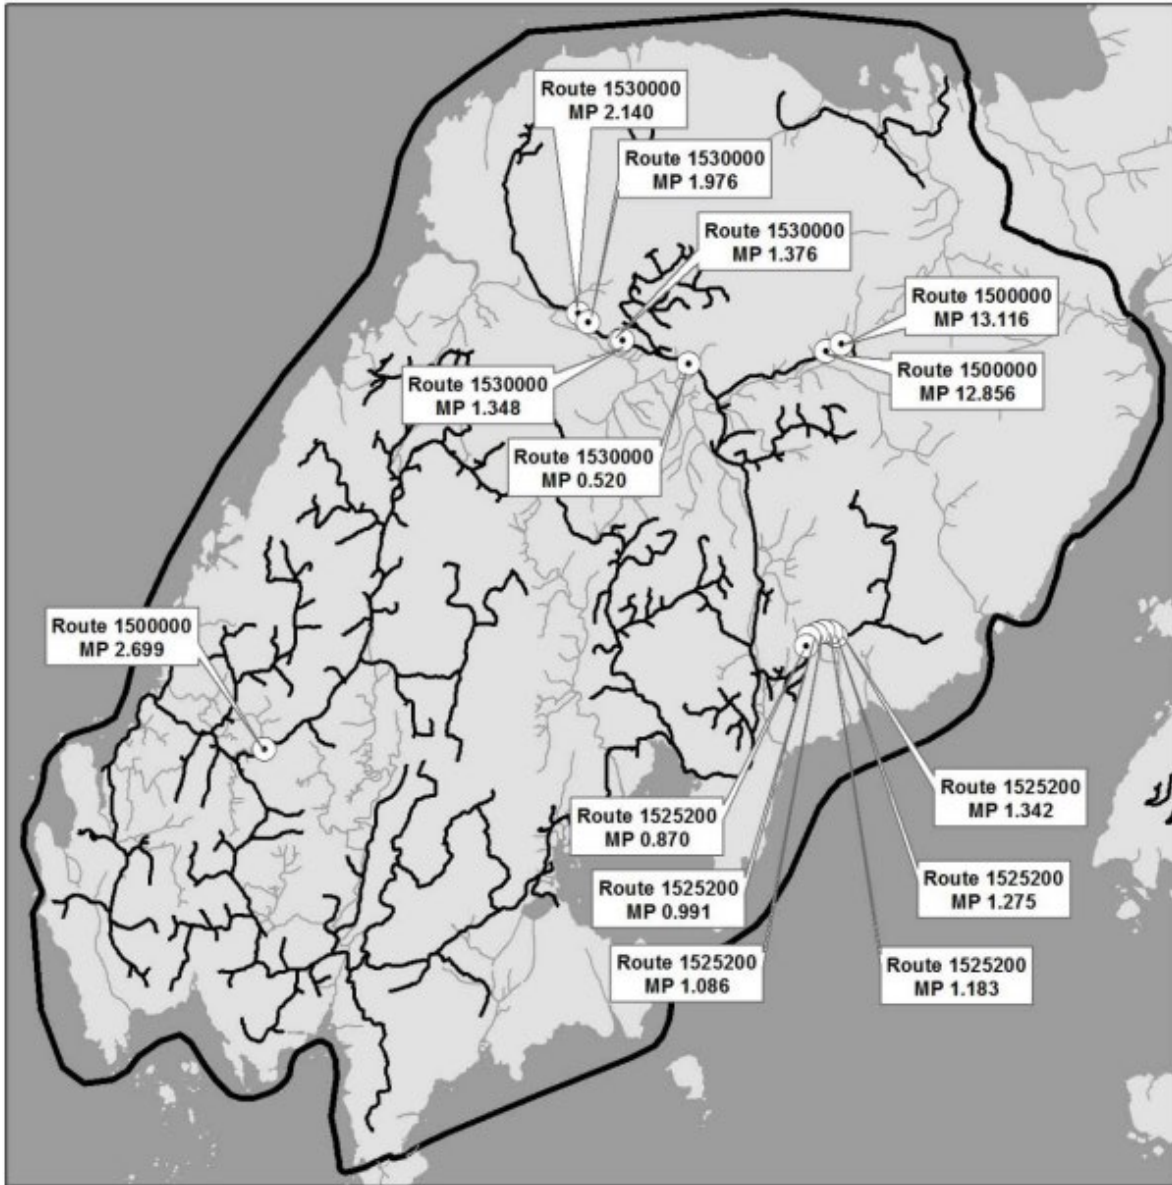 Route 1530000
MP 2.140
Route 1530000
MP 1.976
Route 1530000
MP 1.376
Route 1500000
MP 13.116
Route 1530000
MP 1.348
Route 1500000
MP 12.856
Route 1530000
MP 0.520
Route 1500000
MP 2.699
Route 1525200
MP 1.342
Route 1525200
MP 0.870
Route 1525200
MP 0.991
Route 1525200
MP 1.275
Route 1525200
MP 1.086
Route 1525200
MP 1.183